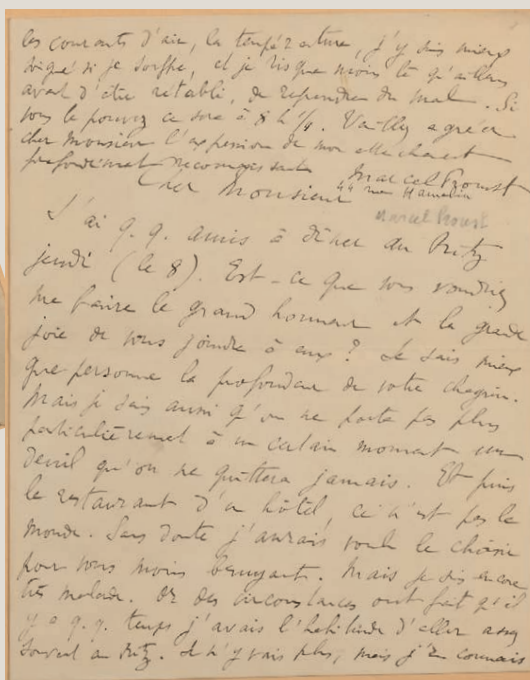 les courants d'air, la température, j'y suis mieux
soigné si je souffre, et je risque moins là qu'ailleurs
avant d'être rétabli, de reprendre du mal. Si
vous le pouvez ce sera à 8 h ¼. Veuillez agréer
cher Monsieur l'expression de mon attachement
profondément reconnaissant
Marcel Proust
44 rue Hamelin
Marcel Proust
Cher Monsieur
J'ai q.q. amis à dîner au Ritz
jeudi (le 8). Est-ce que vous voudriez
me faire le grand honneur et la grande
joie de vous joindre à eux? Je sais mieux
que personne la profondeur de votre chagrin.
Mais je sais aussi qu'on ne porte pas plus
particulièrement à un certain moment un
deuil qu'on ne quittera jamais. Et puis
le restaurant d'un hôtel ce n'est pas le
monde. Sans doute j'aurais voulu le choisir
pour vous moins bruyant. Mais je suis encore
très malade. Or des circonstances ont fait qu'il
y a q.q. temps j'avais l'habitude d'aller assez
souvent au Ritz. Je n'y vais plus, mais j'en connais